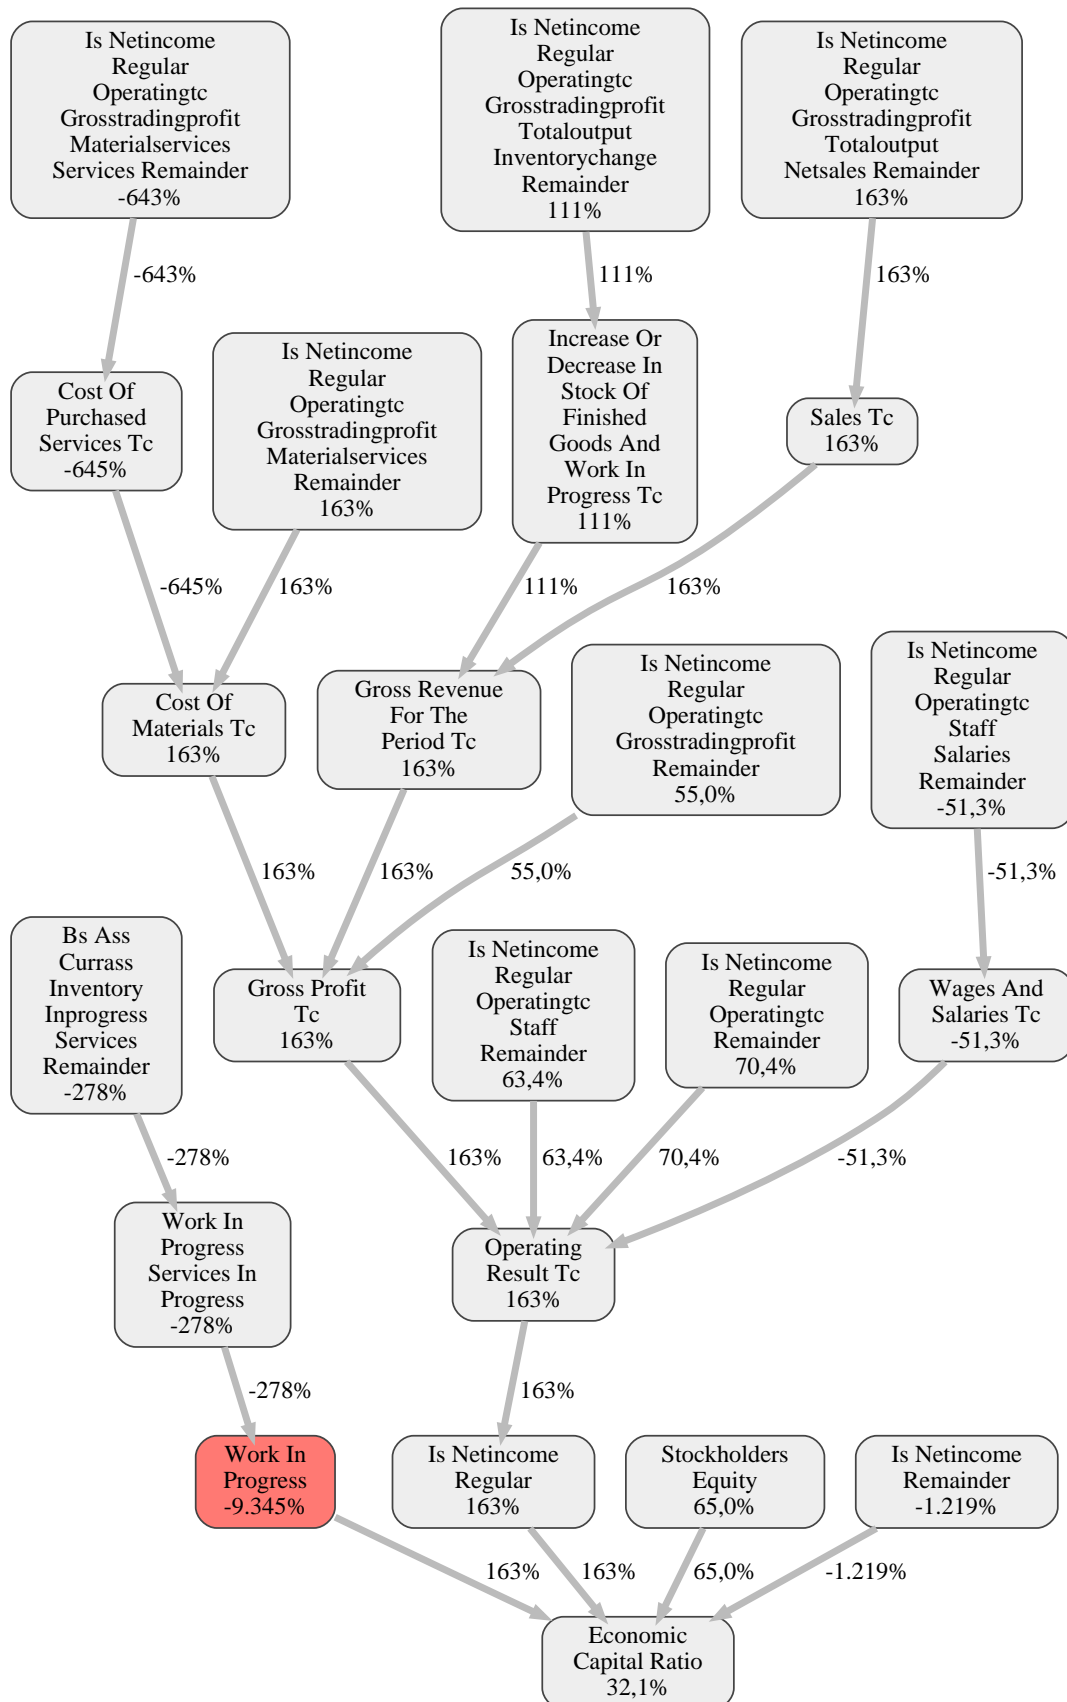 Is Netincome
Regular
Operatingtc
Grosstradingprofit
Materialservices
Services Remainder
-643%
Is Netincome
Regular
Operatingtc
Grosstradingprofit
Totaloutput
Inventorychange
Remainder
111%
Is Netincome
Regular
Operatingtc
Grosstradingprofit
Totaloutput
Netsales Remainder
163%
-643%
111%
163%
Cost Of
Purchased
Services Tc
-645%
Is Netincome
Regular
Operatingtc
Grosstradingprofit
Materialservices
Remainder
163%
Increase Or
Decrease In
Stock Of
Finished
Goods And
Work In
Progress Tc
111%
Sales Tc
163%
-645%
163%
111%
163%
Cost Of
Materials Tc
163%
Gross Revenue
For The
Period Tc
163%
Is Netincome
Regular
Operatingtc
Grosstradingprofit
Remainder
55,0%
Is Netincome
Regular
Operatingtc
Staff
Salaries
Remainder
-51,3%
163%
163%
55,0%
-51,3%
Bs Ass
Currass
Inventory
Inprogress
Services
Remainder
-278%
Gross Profit
Tc
163%
Is Netincome
Regular
Operatingtc
Staff
Remainder
63,4%
Is Netincome
Regular
Operatingtc
Remainder
70,4%
Wages And
Salaries Tc
-51,3%
-278%
163%
63,4%
70,4%
-51,3%
Work In
Progress
Services In
Progress
-278%
Operating
Result Tc
163%
-278%
163%
Work In
Progress
-9.345%
Is Netincome
Regular
163%
Stockholders
Equity
65,0%
Is Netincome
Remainder
-1.219%
163%
163%
65,0%
-1.219%
Economic
Capital Ratio
32,1%